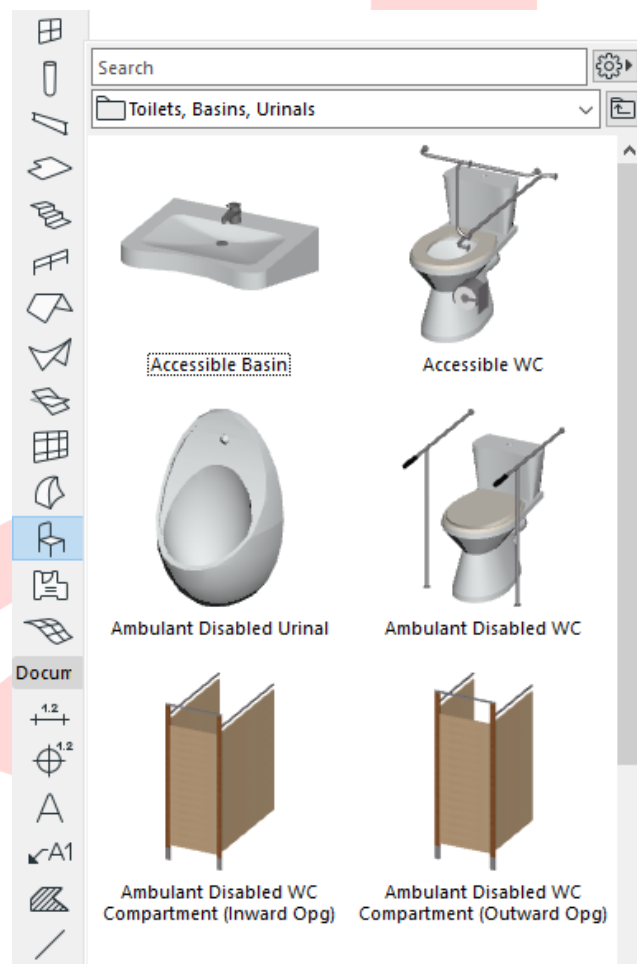 Search
Toilets, Basins, Urinals
Accessible Basin
Accessible WC
Ambulant Disabled Urinal
Ambulant Disabled WC
Ambulant Disabled WC
Compartment (Inward Opg)
Ambulant Disabled WC
Compartment (Outward Opg)
Docum
1.2
1.2
A
A1